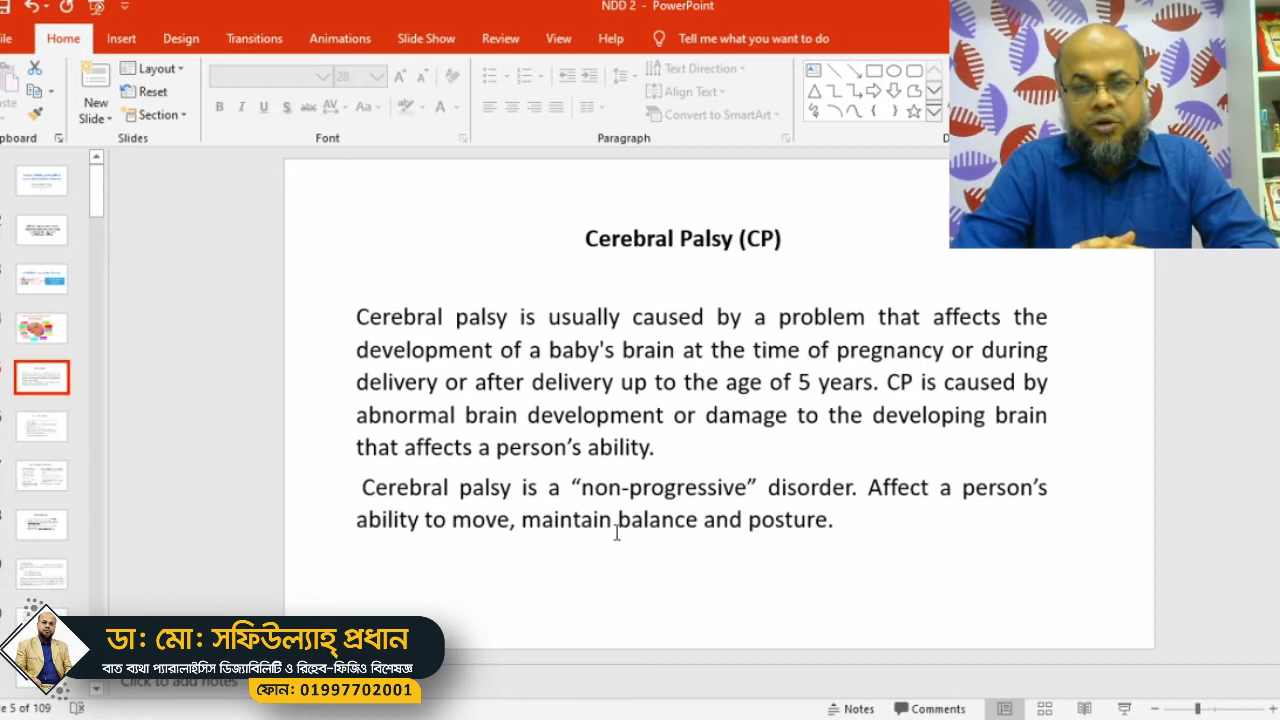 NDD 2 - PowerPoint
Home Insert Design Transitions Animations Slide Show Review View Help Tell me what you want to do
New Slide
Layout
Reset
Section
28
Text Direction
Align Text
Convert to SmartArt
Slides Font Paragraph
Cerebral Palsy (CP)
Cerebral palsy is usually caused by a problem that affects the
development of a baby's brain at the time of pregnancy or during
delivery or after delivery up to the age of 5 years. CP is caused by
abnormal brain development or damage to the developing brain
that affects a person’s ability.
Cerebral palsy is a “non-progressive” disorder. Affect a person’s
ability to move, maintain balance and posture.
ডা: মো: সফিউল্যাহ্ প্রধান
বাত ব্যথা প্যারালাইসিস ডিজ্যাবিলিটি ও রিহেব-ফিজিও বিশেষজ্ঞ
ফোন: 01997702001
Click to add notes
5 of 109
Notes Comments